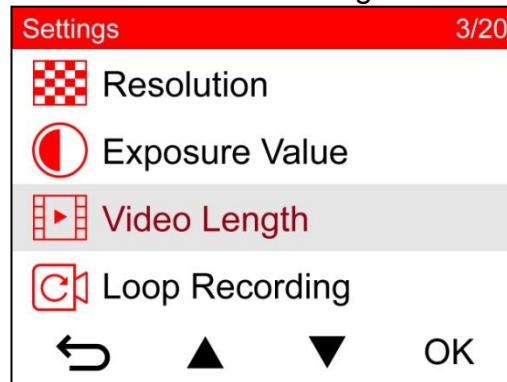 Settings 3/20
Resolution
Exposure Value
Video Length
Loop Recording
OK